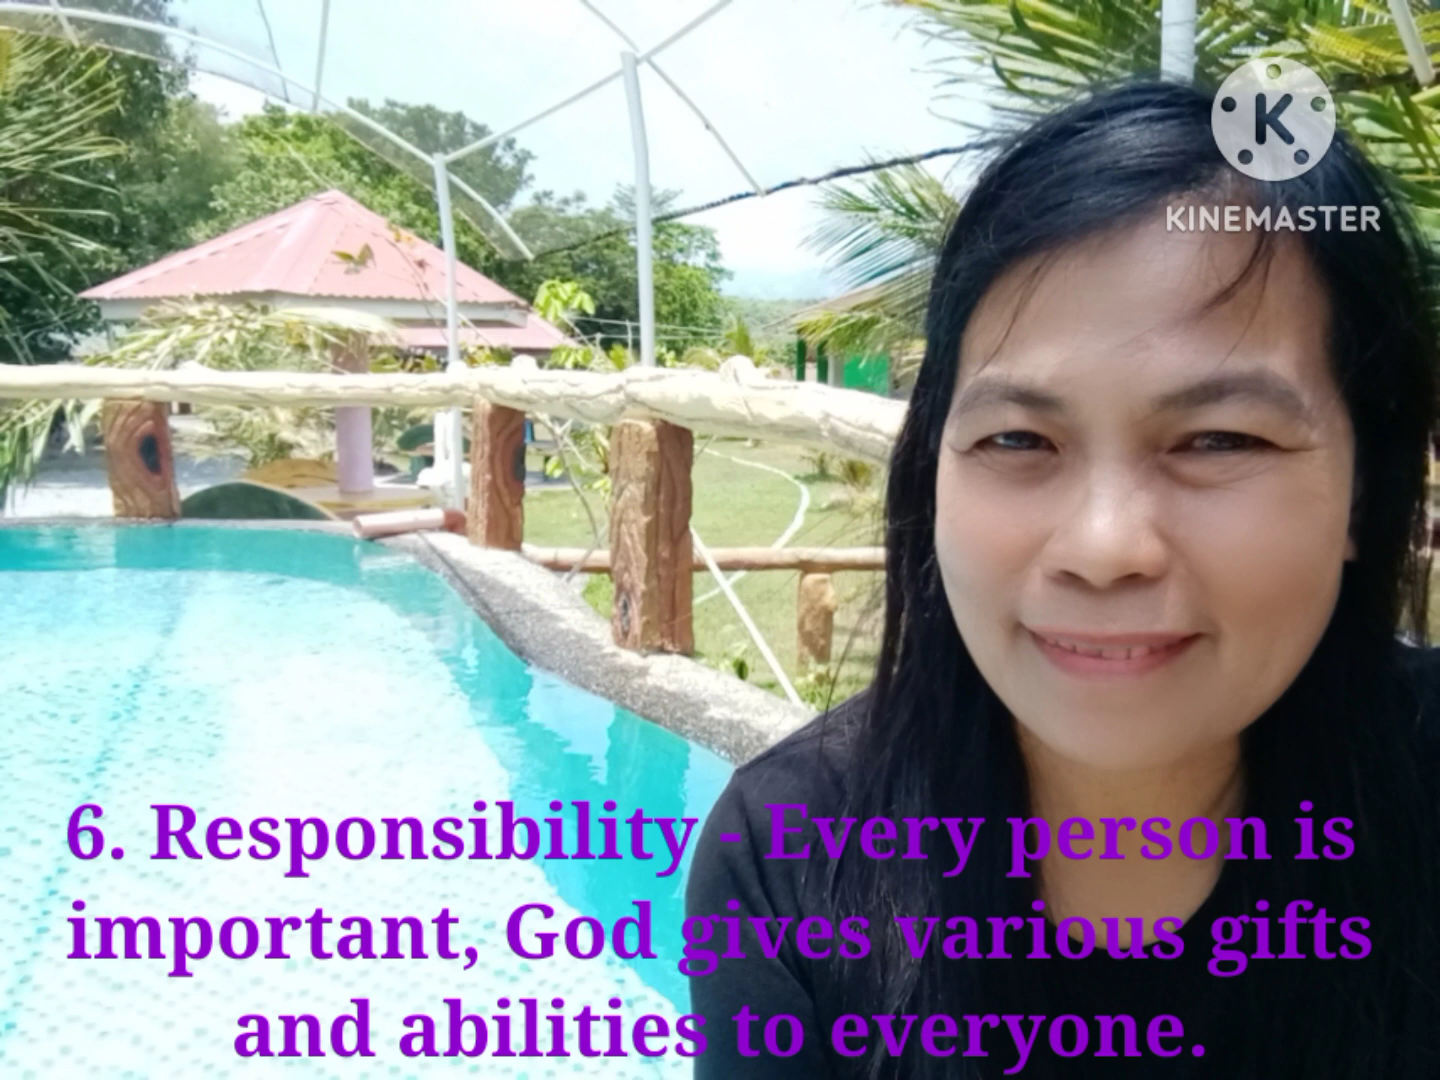 K
KINEMASTER
6. Responsibility - Every person is
important, God gives various gifts
and abilities to everyone.